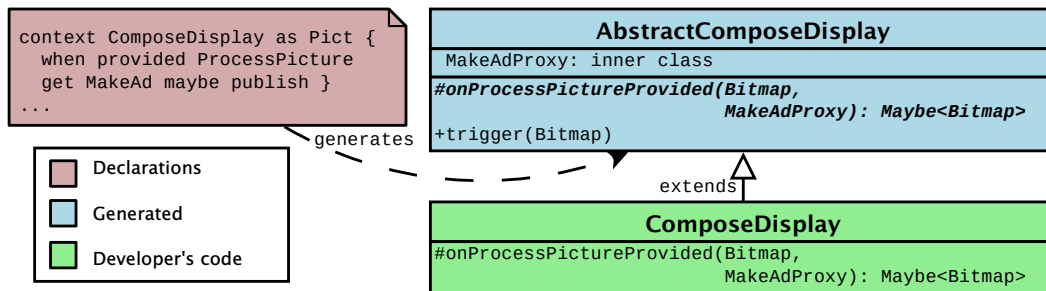 context ComposeDisplay as Pict {
  when provided ProcessPicture
  get MakeAd maybe publish }
...
generates
Declarations
Generated
Developer's code
AbstractComposeDisplay
MakeAdProxy: inner class
#onProcessPictureProvided(Bitmap,
MakeAdProxy): Maybe<Bitmap>
+trigger(Bitmap)
extends
ComposeDisplay
#onProcessPictureProvided(Bitmap,
MakeAdProxy): Maybe<Bitmap>